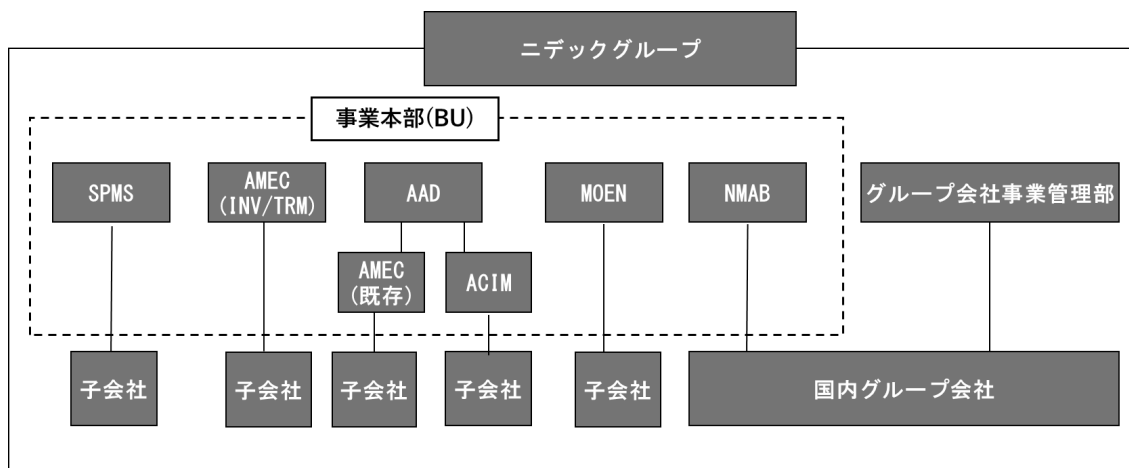 ニデックグループ
事業本部(BU)
SPMS
AMEC
(INV/TRM)
AAD
MOEN
NMAB
グループ会社事業管理部
AMEC
(既存)
ACIM
子会社
子会社
子会社
子会社
子会社
国内グループ会社